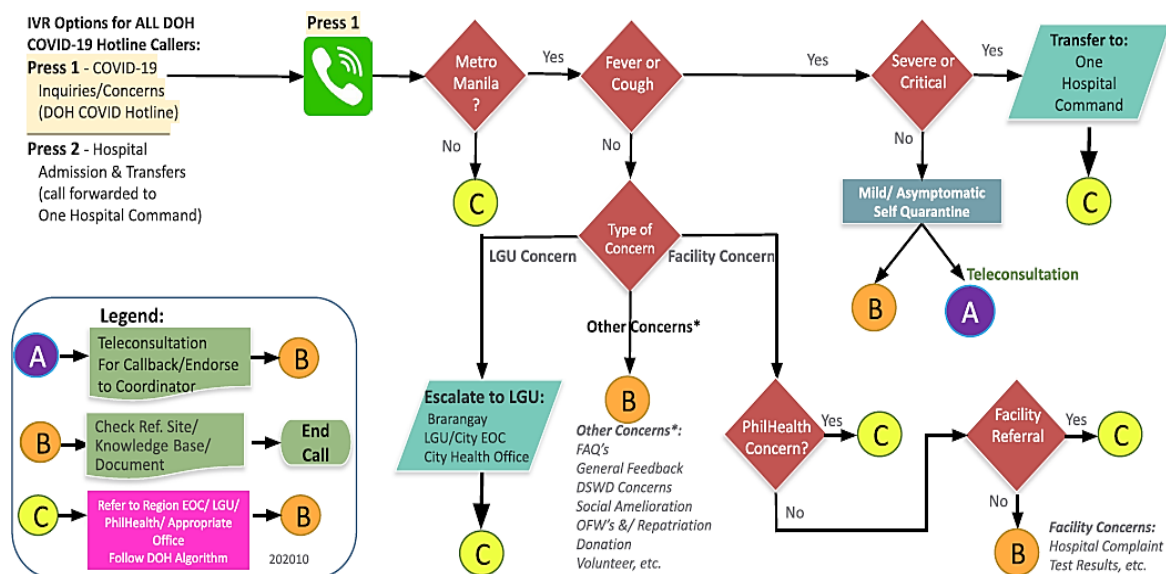 IVR Options for ALL DOH
COVID-19 Hotline Callers:
Press 1 - COVID-19
Inquiries/Concerns
(DOH COVID Hotline)
Press 2 - Hospital
Admission & Transfers
(call forwarded to
One Hospital Command)
Press 1
Metro
Manila
?
Yes
No
C
Fever or
Cough
Yes
No
Severe or
Critical
Yes
No
Transfer to:
One
Hospital
Command
C
Mild/ Asymptomatic
Self Quarantine
B
Teleconsultation
A
Type of
Concern
LGU Concern
Facility Concern
Other Concerns*
Escalate to LGU:
Brarangay
LGU/City EOC
City Health Office
C
B
Other Concerns*:
FAQ's
General Feedback
DSWD Concerns
Social Amelioration
OFW's &/ Repatriation
Donation
Volunteer, etc.
PhilHealth
Concern?
Yes
C
No
Facility
Referral
Yes
C
No
B
Facility Concerns:
Hospital Complaint
Test Results, etc.
Legend:
A
Teleconsultation
For Callback/Endorse
to Coordinator
B
B
Check Ref. Site/
Knowledge Base/
Document
End
Call
C
Refer to Region EOC/ LGU/
PhilHealth/ Appropriate
Office
Follow DOH Algorithm
B
202010